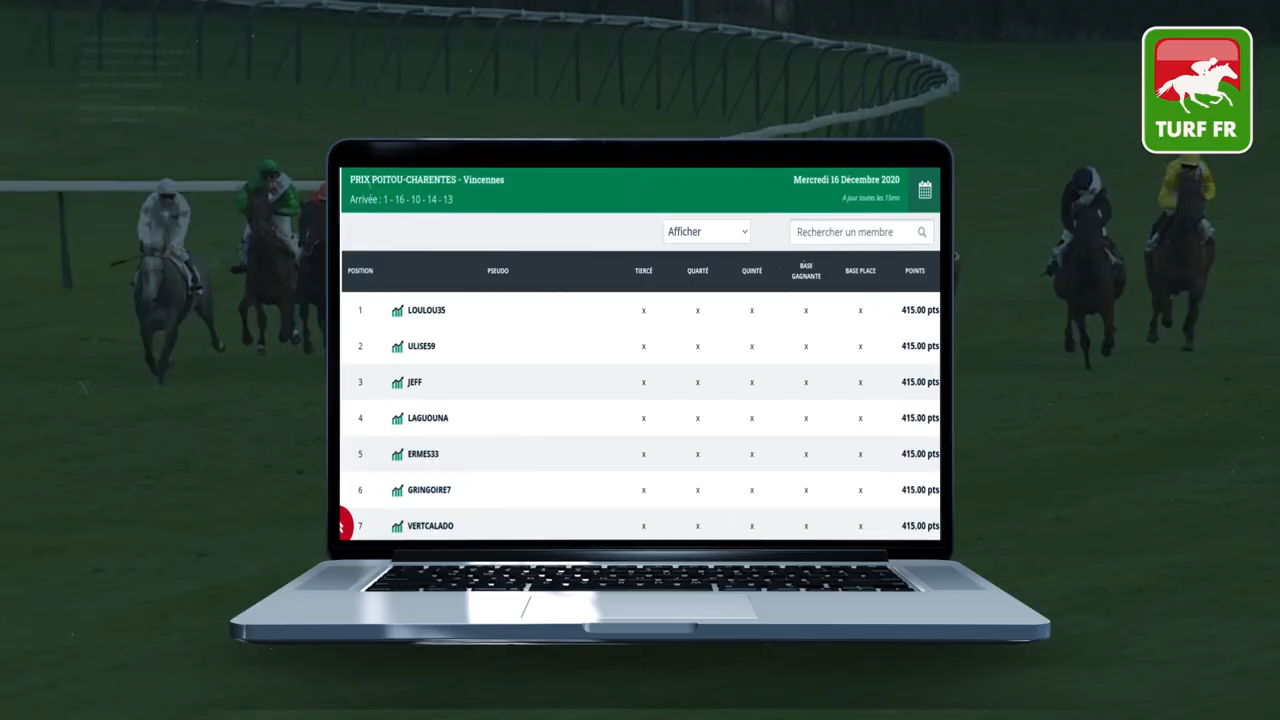 TURF FR
PRIX POITOU-CHARENTES - Vincennes
Mercredi 16 Décembre 2020
Arrivée : 1 - 16 - 10 - 14 - 13
A jour toutes les 15mn
Afficher
Rechercher un membre
POSITION PSEUDO TIERCÉ QUARTÉ QUINTÉ BASE GAGNANTE BASE PLACE POINTS
1 LOULOU35 x x x x x 415.00 pts
2 ULISE59 x x x x x 415.00 pts
3 JEFF x x x x x 415.00 pts
4 LAGUOUNA x x x x x 415.00 pts
5 ERMES33 x x x x x 415.00 pts
6 GRINGOIRE7 x x x x x 415.00 pts
7 VERTCALADO x x x x x 415.00 pts